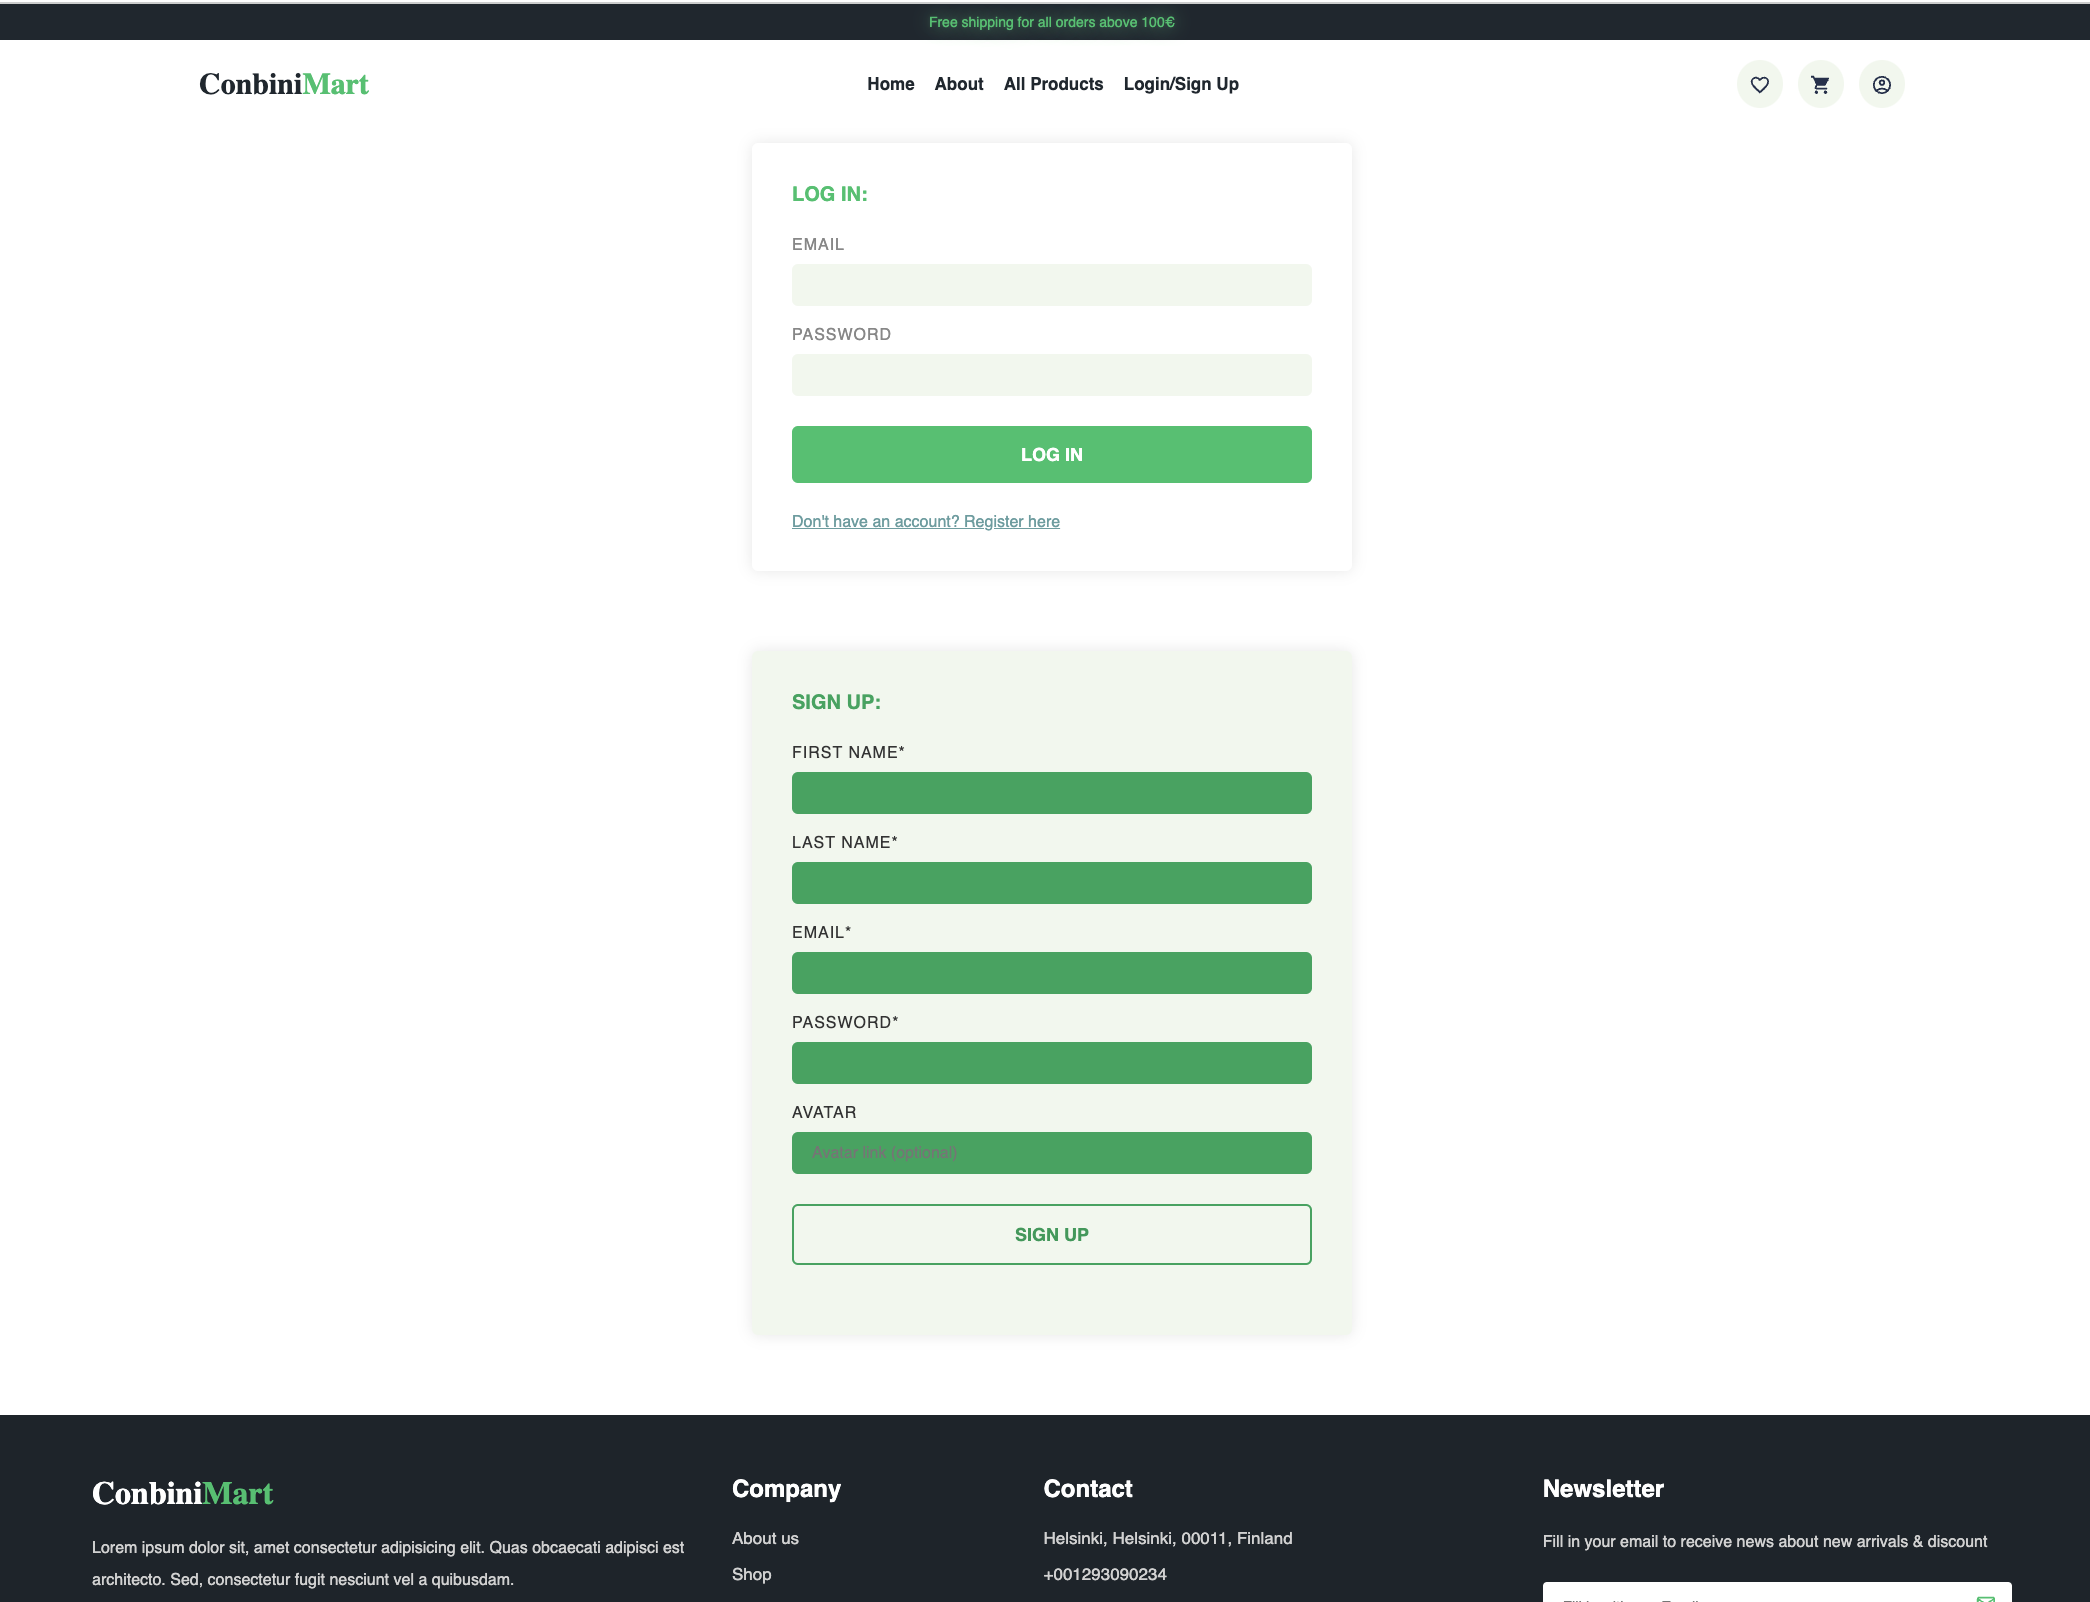 Free shipping for all orders above 100€
ConbiniMart
Home About All Products Login/Sign Up
LOG IN:
EMAIL
PASSWORD
LOG IN
Don't have an account? Register here
SIGN UP:
FIRST NAME*
LAST NAME*
EMAIL*
PASSWORD*
AVATAR
Avatar link (optional)
SIGN UP
ConbiniMart
Lorem ipsum dolor sit, amet consectetur adipisicing elit. Quas obcaecati adipisci est
architecto. Sed, consectetur fugit nesciunt vel a quibusdam.
Company
About us
Shop
Contact
Helsinki, Helsinki, 00011, Finland
+001293090234
Newsletter
Fill in your email to receive news about new arrivals & discount